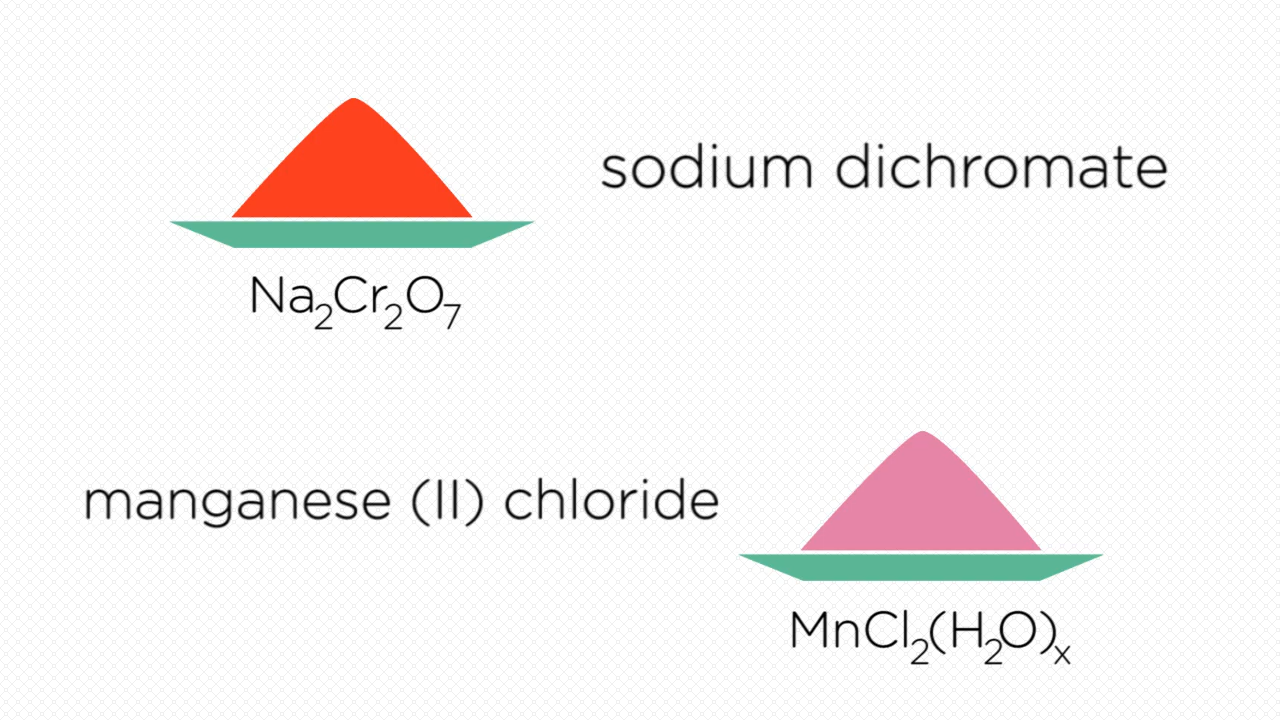 sodium dichromate
Na₂Cr₂O₇
manganese (II) chloride
MnCl₂(H₂O)ₓ